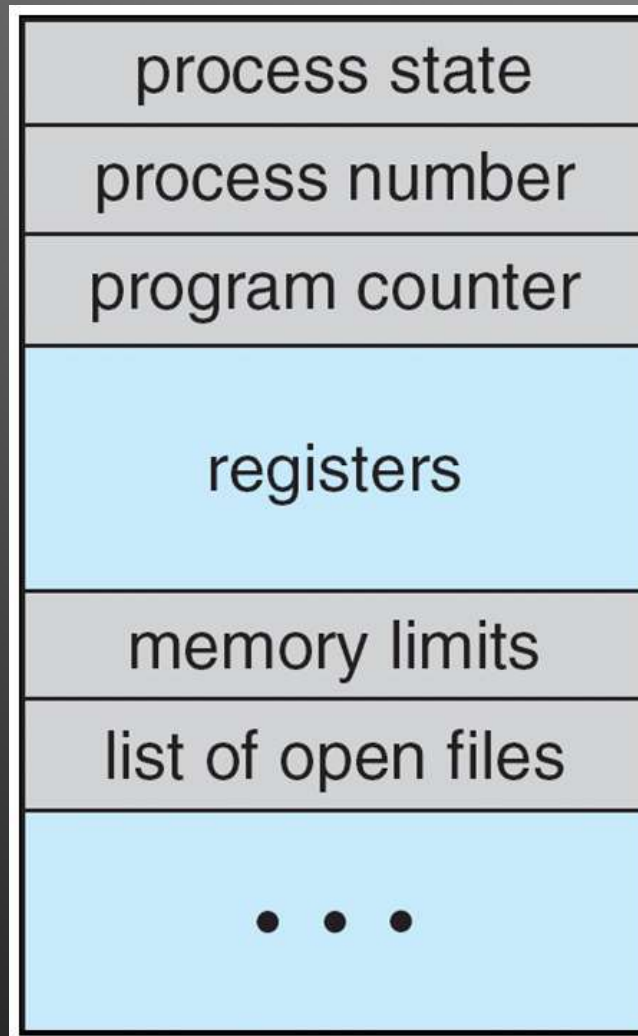 process state
process number
program counter
registers
memory limits
list of open files
• • •